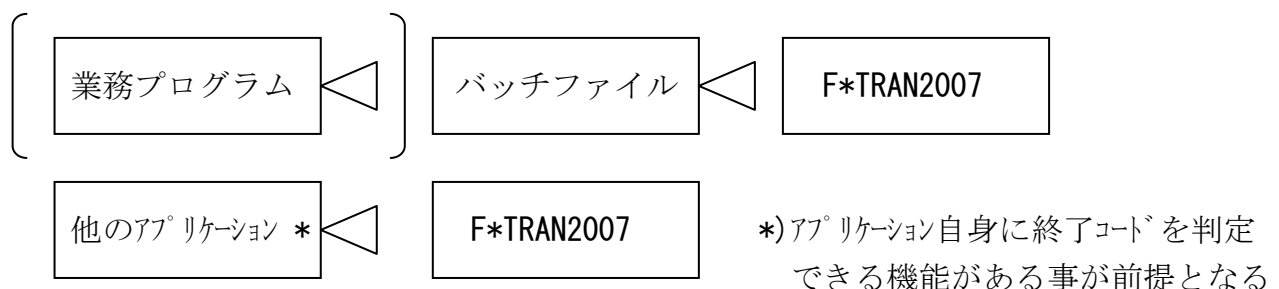 業務プログラム バッチファイル F*TRAN2007
他のｱﾌﾟﾘｹｰｼｮﾝ * F*TRAN2007 *)ｱﾌﾟﾘｹｰｼｮﾝ自身に終了ｺｰﾄﾞを判定
できる機能がある事が前提となる